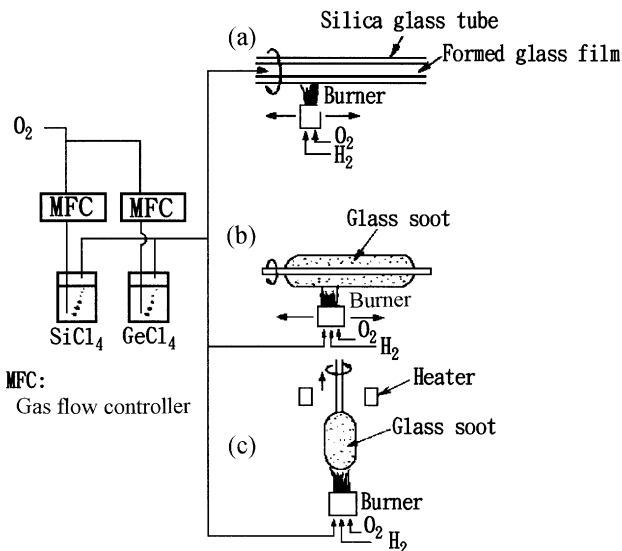 (a)
Silica glass tube
Formed glass film
Burner
O2
H2
O2
MFC
MFC
SiCl4
GeCl4
MFC:
Gas flow controller
(b)
Glass soot
Burner
O2
H2
(c)
Heater
Glass soot
Burner
O2
H2